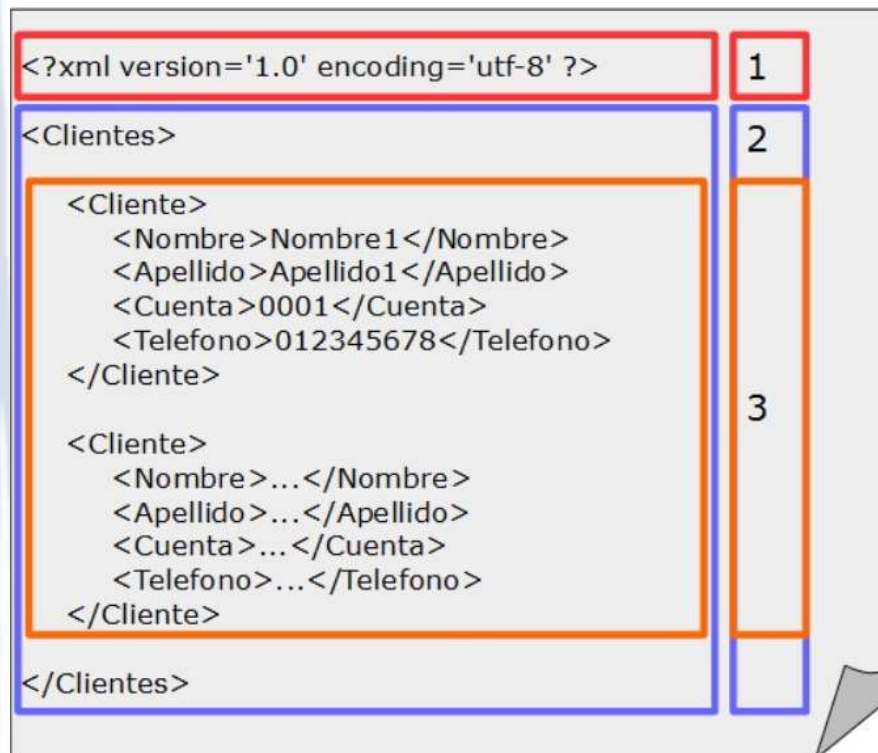 <?xml version='1.0' encoding='utf-8' ?>
1
<Clientes>
2
<Cliente>
<Nombre>Nombre1</Nombre>
<Apellido>Apellido1</Apellido>
<Cuenta>0001</Cuenta>
<Telefono>012345678</Telefono>
</Cliente>
3
<Cliente>
<Nombre>...</Nombre>
<Apellido>...</Apellido>
<Cuenta>...</Cuenta>
<Telefono>...</Telefono>
</Cliente>
</Clientes>